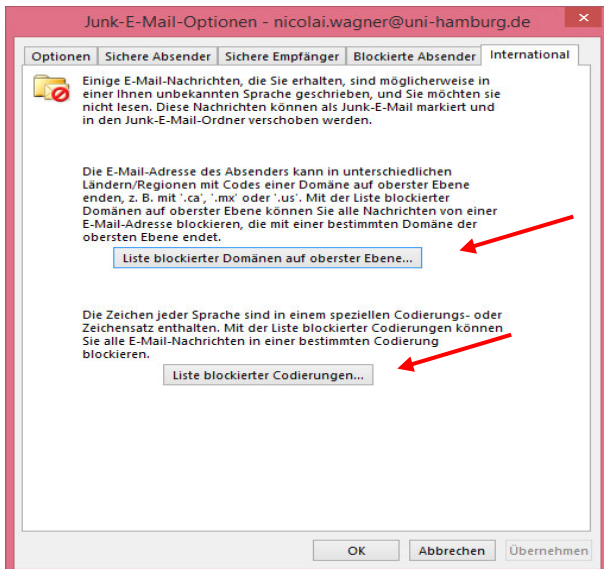 Junk-E-Mail-Optionen - nicolai.wagner@uni-hamburg.de
Optionen Sichere Absender Sichere Empfänger Blockierte Absender International
Einige E-Mail-Nachrichten, die Sie erhalten, sind möglicherweise in
einer Ihnen unbekannten Sprache geschrieben, und Sie möchten sie
nicht lesen. Diese Nachrichten können als Junk-E-Mail markiert und
in den Junk-E-Mail-Ordner verschoben werden.
Die E-Mail-Adresse des Absenders kann in unterschiedlichen
Ländern/Regionen mit Codes einer Domäne auf oberster Ebene
enden, z. B. mit '.ca', '.mx' oder '.us'. Mit der Liste blockierter
Domänen auf oberster Ebene können Sie alle Nachrichten von einer
E-Mail-Adresse blockieren, die mit einer bestimmten Domäne der
obersten Ebene endet.
Liste blockierter Domänen auf oberster Ebene...
Die Zeichen jeder Sprache sind in einem speziellen Codierungs- oder
Zeichensatz enthalten. Mit der Liste blockierter Codierungen können
Sie alle E-Mail-Nachrichten in einer bestimmten Codierung
blockieren.
Liste blockierter Codierungen...
OK Abbrechen Übernehmen